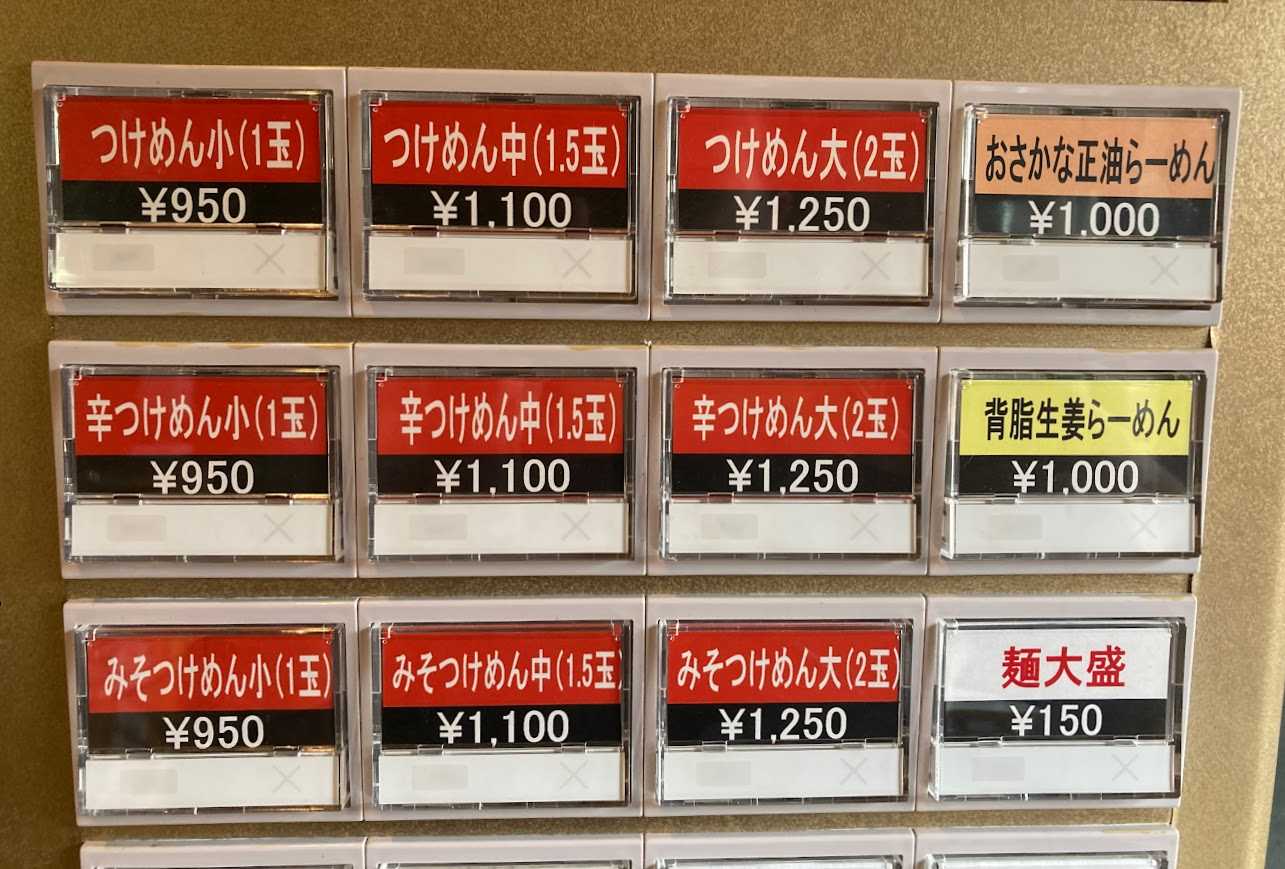 つけめん小(1玉)
¥950
つけめん中(1.5玉)
¥1,100
つけめん大(2玉)
¥1,250
おさかな正油らーめん
¥1,000
辛つけめん小(1玉)
¥950
辛つけめん中(1.5玉)
¥1,100
辛つけめん大(2玉)
¥1,250
背脂生姜らーめん
¥1,000
みそつけめん小(1玉)
¥950
みそつけめん中(1.5玉)
¥1,100
みそつけめん大(2玉)
¥1,250
麺大盛
¥150